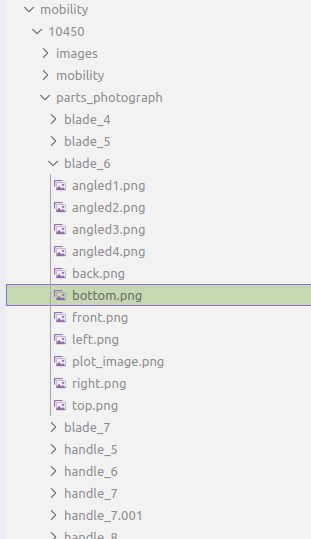 mobility
10450
images
mobility
parts_photograph
blade_4
blade_5
blade_6
angled1.png
angled2.png
angled3.png
angled4.png
back.png
bottom.png
front.png
left.png
plot_image.png
right.png
top.png
blade_7
handle_5
handle_6
handle_7
handle_7.001
handle_8